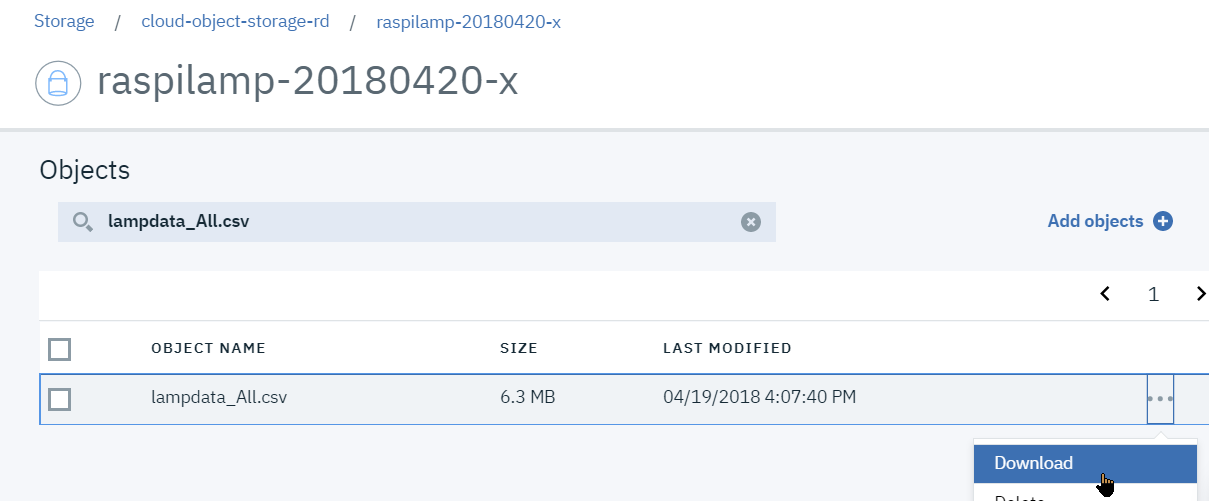 Storage / cloud-object-storage-rd / raspilamp-20180420-x
raspilamp-20180420-x
Objects
lampdata_All.csv
Add objects
1
OBJECT NAME SIZE LAST MODIFIED
lampdata_All.csv 6.3 MB 04/19/2018 4:07:40 PM
Download
Delete